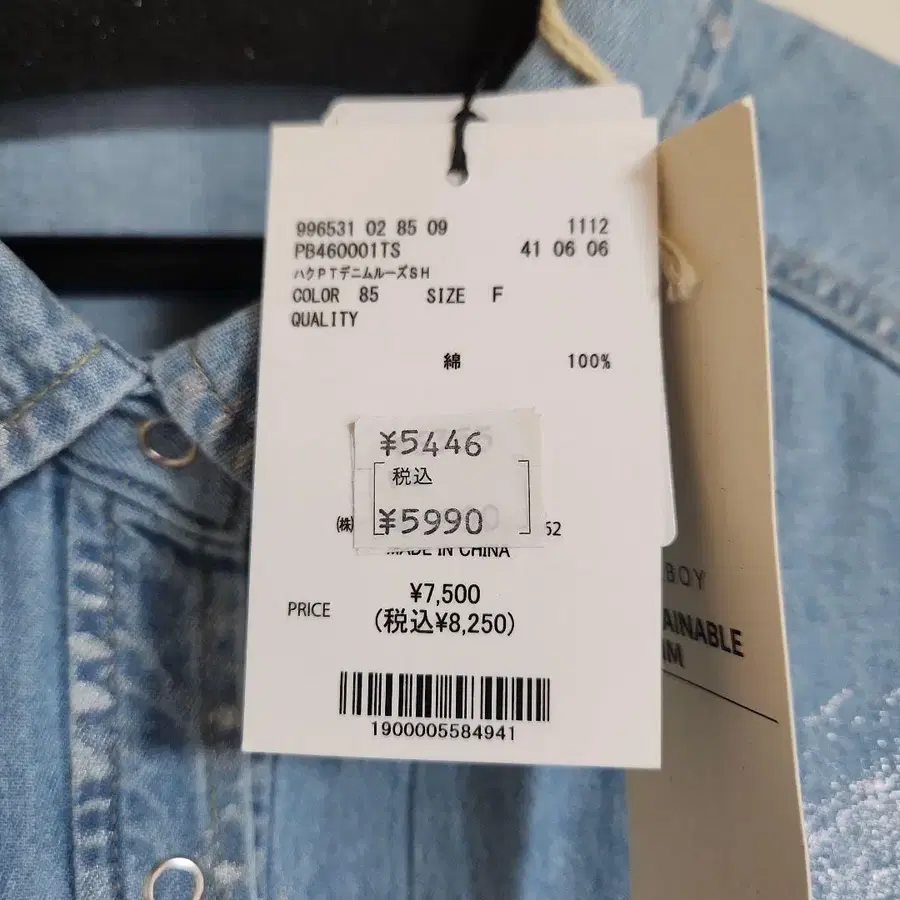 996531 02 85 09 1112
PB460001TS 41 06 06
ハクPTデニムルーズSH
COLOR 85 SIZE F
QUALITY
綿 100%
¥5446
税込
¥5990
㈱ 62
MADE IN CHINA
PRICE ¥7,500
(税込¥8,250)
1900005584941
BOY
AINABLE
IM